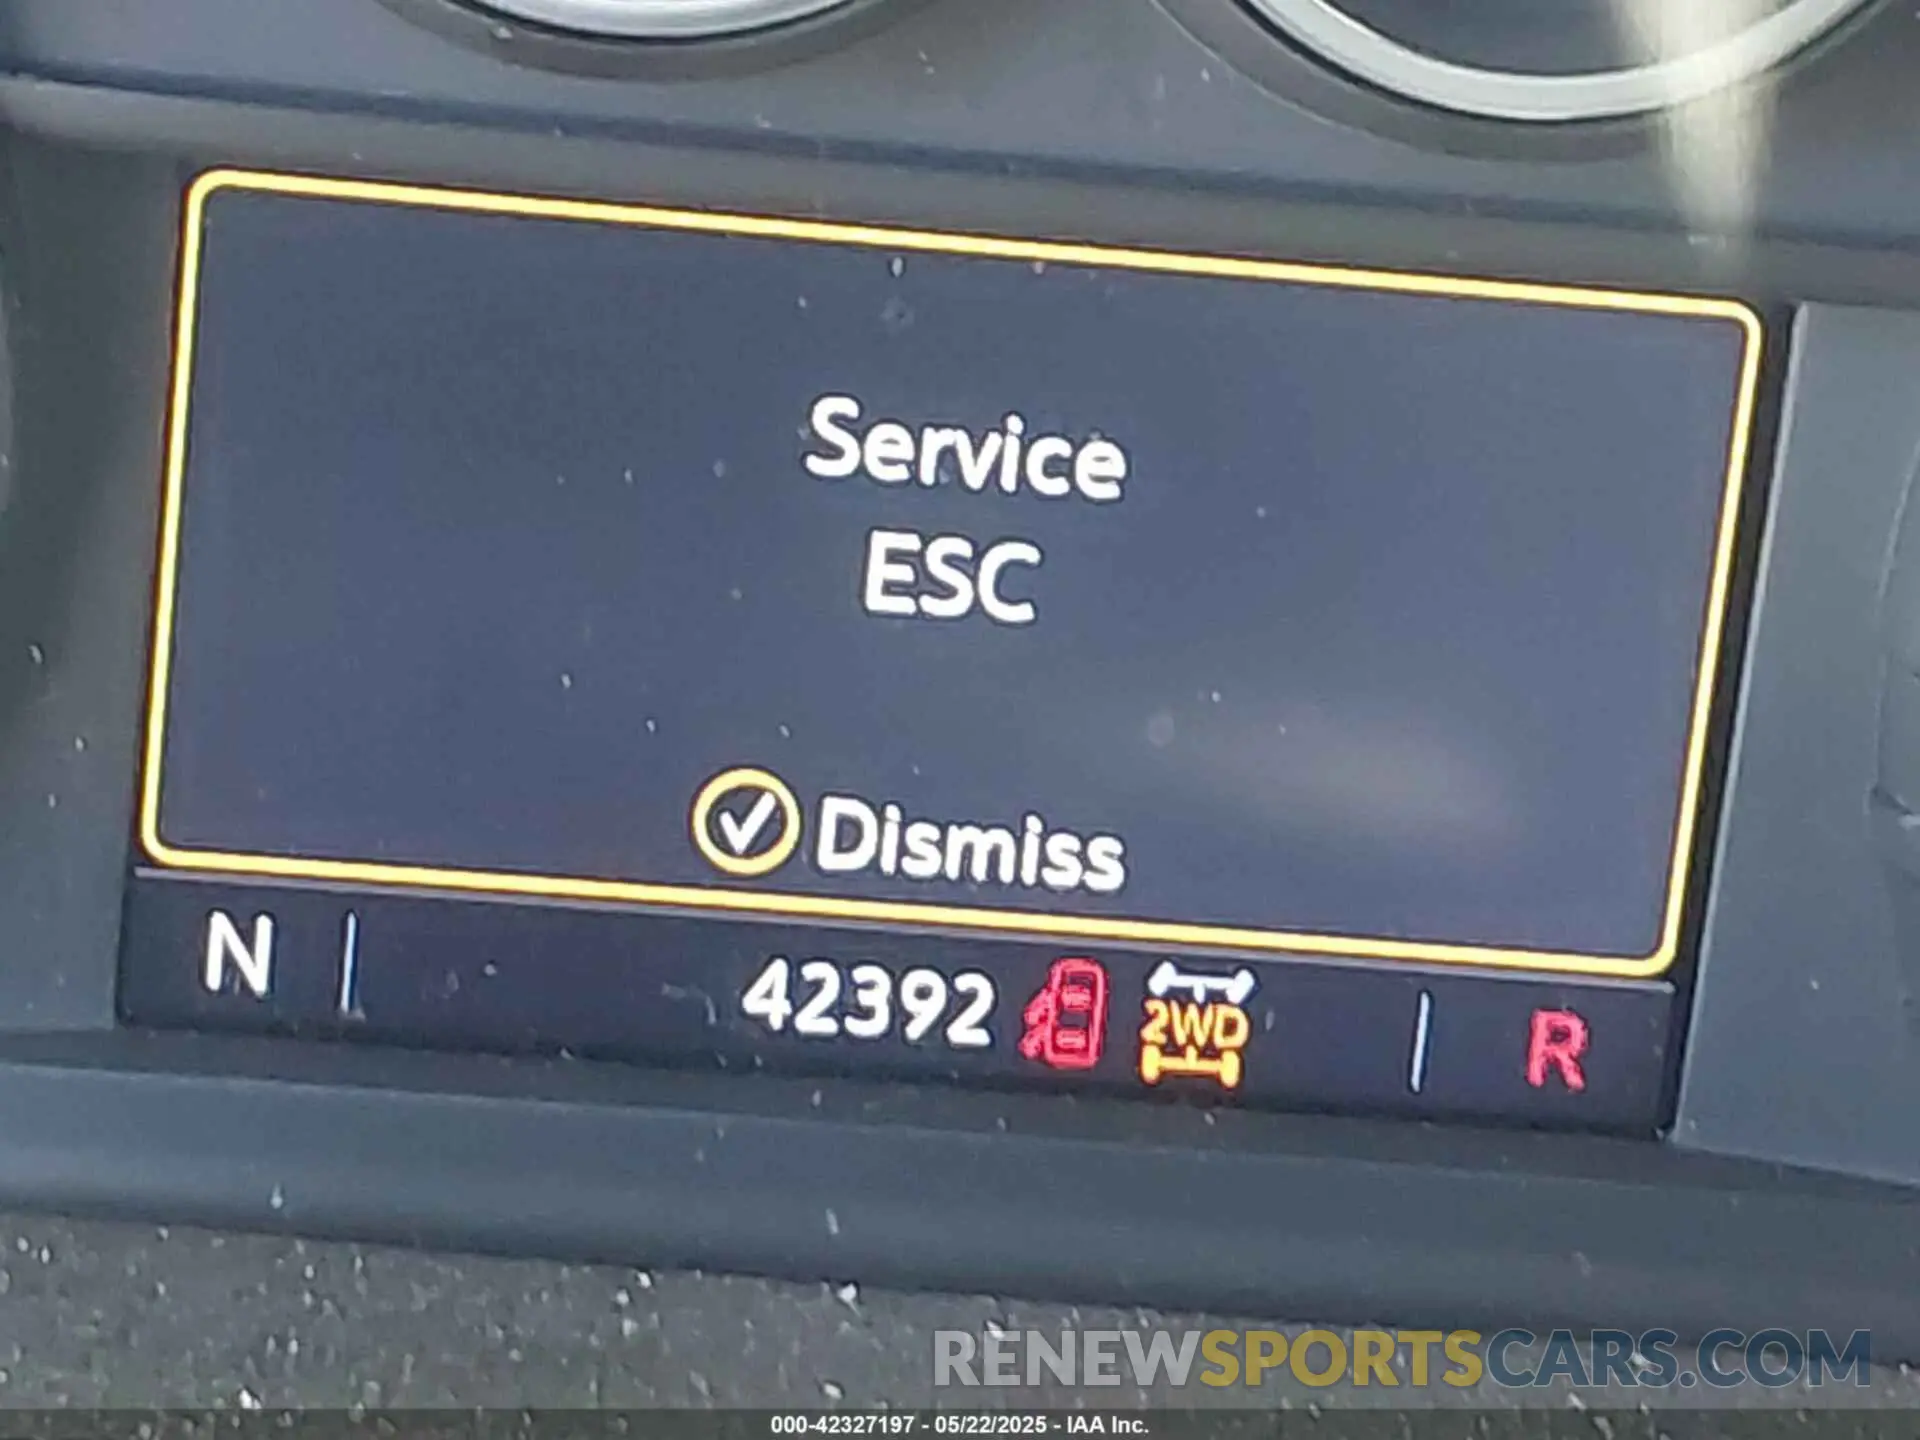 Service
ESC
Dismiss
N 42392 2WD R
RENEWSPORTSCARS.COM
000-42327197 - 05/22/2025 - IAA Inc.